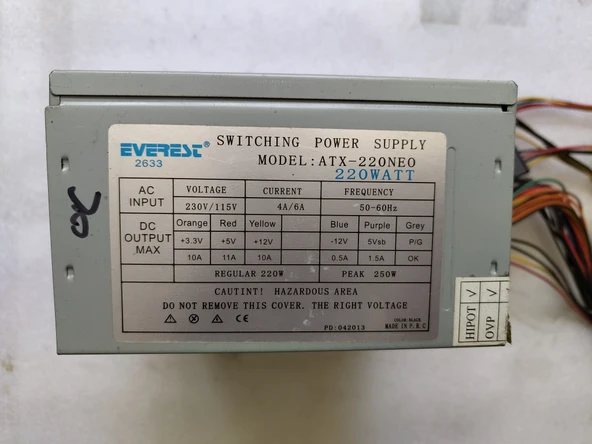 EVEREST®
2633
SWITCHING POWER SUPPLY
MODEL:ATX-220NEO
220WATT
AC INPUT VOLTAGE CURRENT FREQUENCY
230V/115V 4A/6A 50-60Hz
DC OUTPUT MAX Orange Red Yellow Blue Purple Grey
+3.3V +5V +12V -12V 5Vsb P/G
10A 11A 10A 0.5A 1.5A OK
REGULAR 220W PEAK 250W
CAUTINT! HAZARDOUS AREA
DO NOT REMOVE THIS COVER. THE RIGHT VOLTAGE
CE
PD:042013
COLOR:BLACK
MADE IN P.R.C
HIPOT √
OVP √